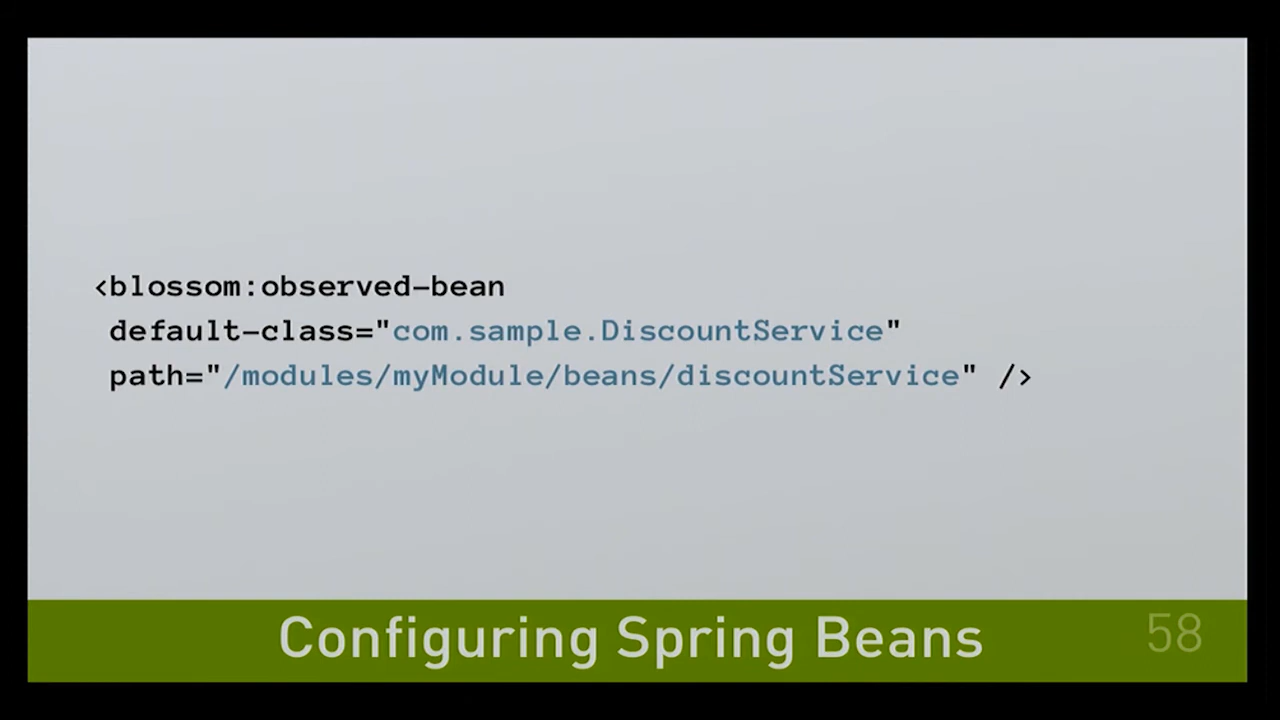 <blossom:observed-bean
default-class="com.sample.DiscountService"
path="/modules/myModule/beans/discountService" />
Configuring Spring Beans
58